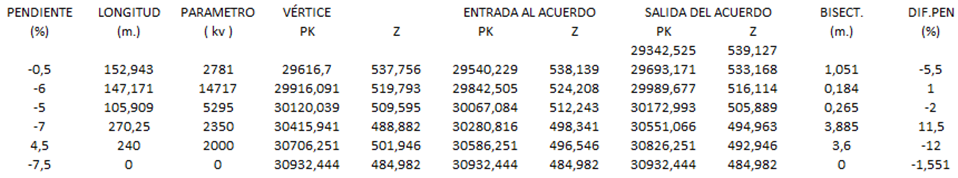 PENDIENTE LONGITUD PARAMETRO VÉRTICE ENTRADA AL ACUERDO SALIDA DEL ACUERDO BISECT. DIF.PEN
(%) (m.) ( kv ) PK Z PK Z PK Z (m.) (%)
29342,525 539,127
-0,5 152,943 2781 29616,7 537,756 29540,229 538,139 29693,171 533,168 1,051 -5,5
-6 147,171 14717 29916,091 519,793 29842,505 524,208 29989,677 516,114 0,184 1
-5 105,909 5295 30120,039 509,595 30067,084 512,243 30172,993 505,889 0,265 -2
-7 270,25 2350 30415,941 488,882 30280,816 498,341 30551,066 494,963 3,885 11,5
4,5 240 2000 30706,251 501,946 30586,251 496,546 30826,251 492,946 3,6 -12
-7,5 0 0 30932,444 484,982 30932,444 484,982 30932,444 484,982 0 -1,551